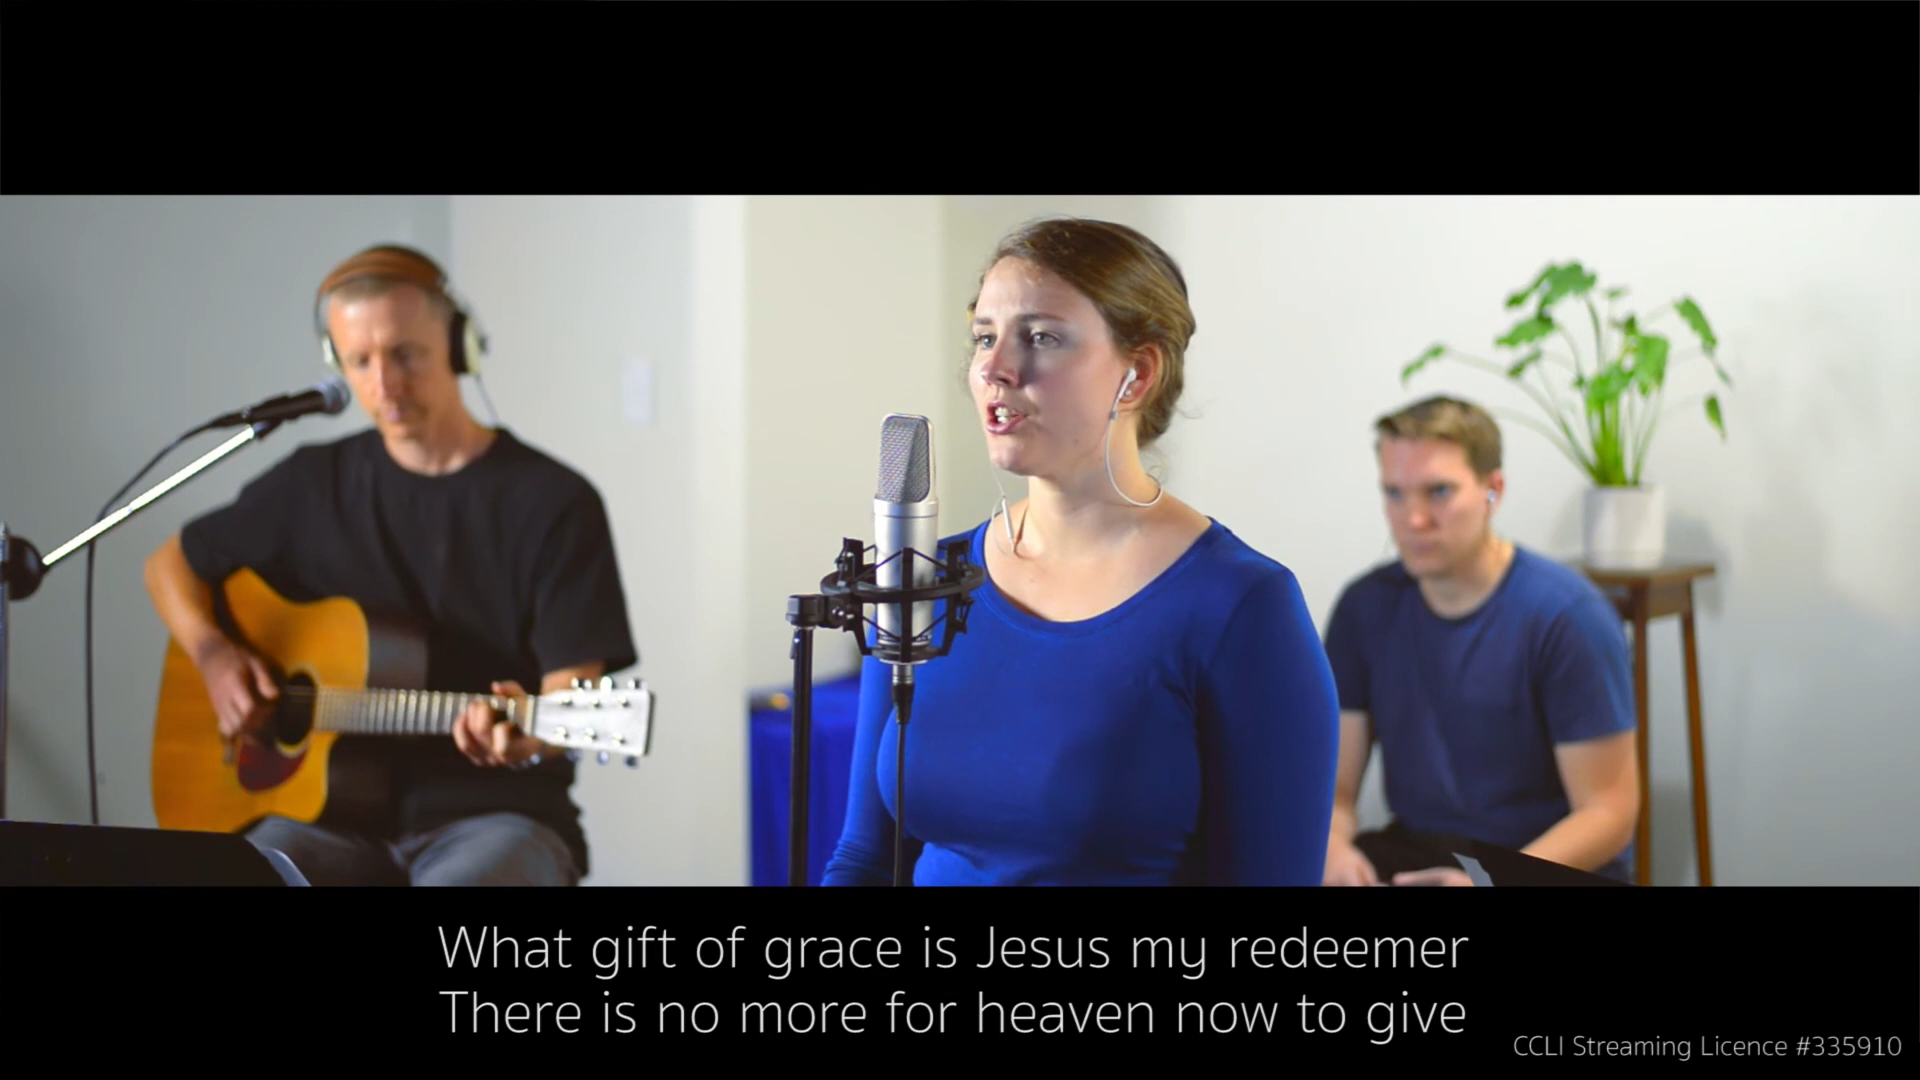 What gift of grace is Jesus my redeemer
There is no more for heaven now to give
CCLI Streaming Licence #335910